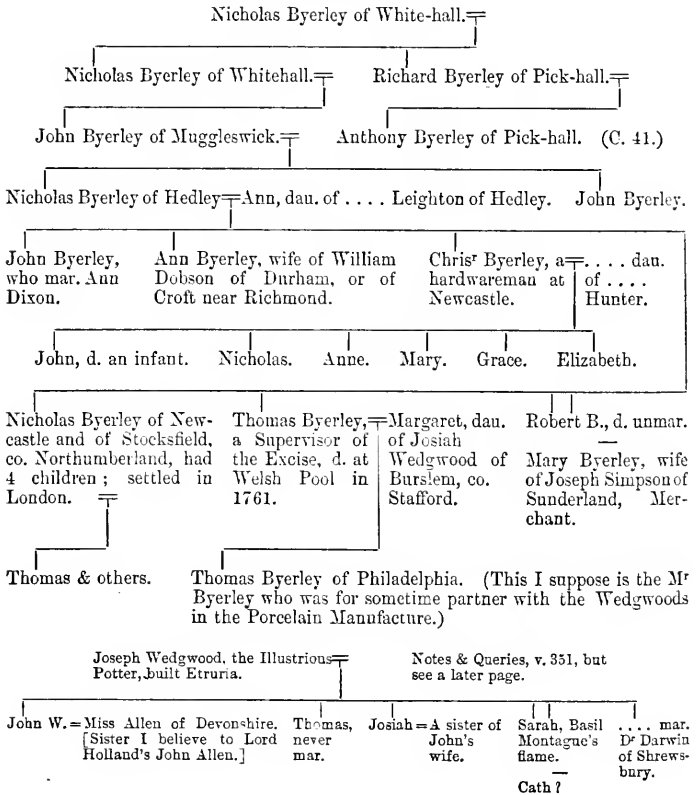 Nicholas Byerley of White-hall.
Nicholas Byerley of Whitehall. Richard Byerley of Pick-hall.
John Byerley of Muggleswick. Anthony Byerley of Pick-hall. (C. 41.)
Nicholas Byerley of Hedley=Ann, dau. of .... Leighton of Hedley. John Byerley.
John Byerley,
who mar. Ann
Dixon.
Ann Byerley, wife of William
Dobson of Durham, or of
Croft near Richmond.
Chrisʳ Byerley, a
hardwareman at
Newcastle.
=.... dau.
of ....
Hunter.
John, d. an infant. Nicholas. Anne. Mary. Grace. Elizabeth.
Nicholas Byerley of New-
castle and of Stocksfield,
co. Northumberland, had
4 children; settled in
London.
Thomas Byerley,
a Supervisor of
the Excise, d. at
Welsh Pool in
1761.
=Margaret, dau.
of Josiah
Wedgwood of
Burslem, co.
Stafford.
Robert B., d. unmar.
—
Mary Byerley, wife
of Joseph Simpson of
Sunderland, Mer-
chant.
Thomas & others.
Thomas Byerley of Philadelphia. (This I suppose is the Mʳ
Byerley who was for sometime partner with the Wedgwoods
in the Porcelain Manufacture.)
Joseph Wedgwood, the Illustrious
Potter, built Etruria.
Notes & Queries, v. 351, but
see a later page.
John W. = Miss Allen of Devonshire.
[Sister I believe to Lord
Holland's John Allen.]
Thomas,
never
mar.
Josiah = A sister of
John's
wife.
Sarah, Basil
Montague's
flame.
—
Cath?
.... mar.
Dʳ Darwin
of Shrews-
bury.